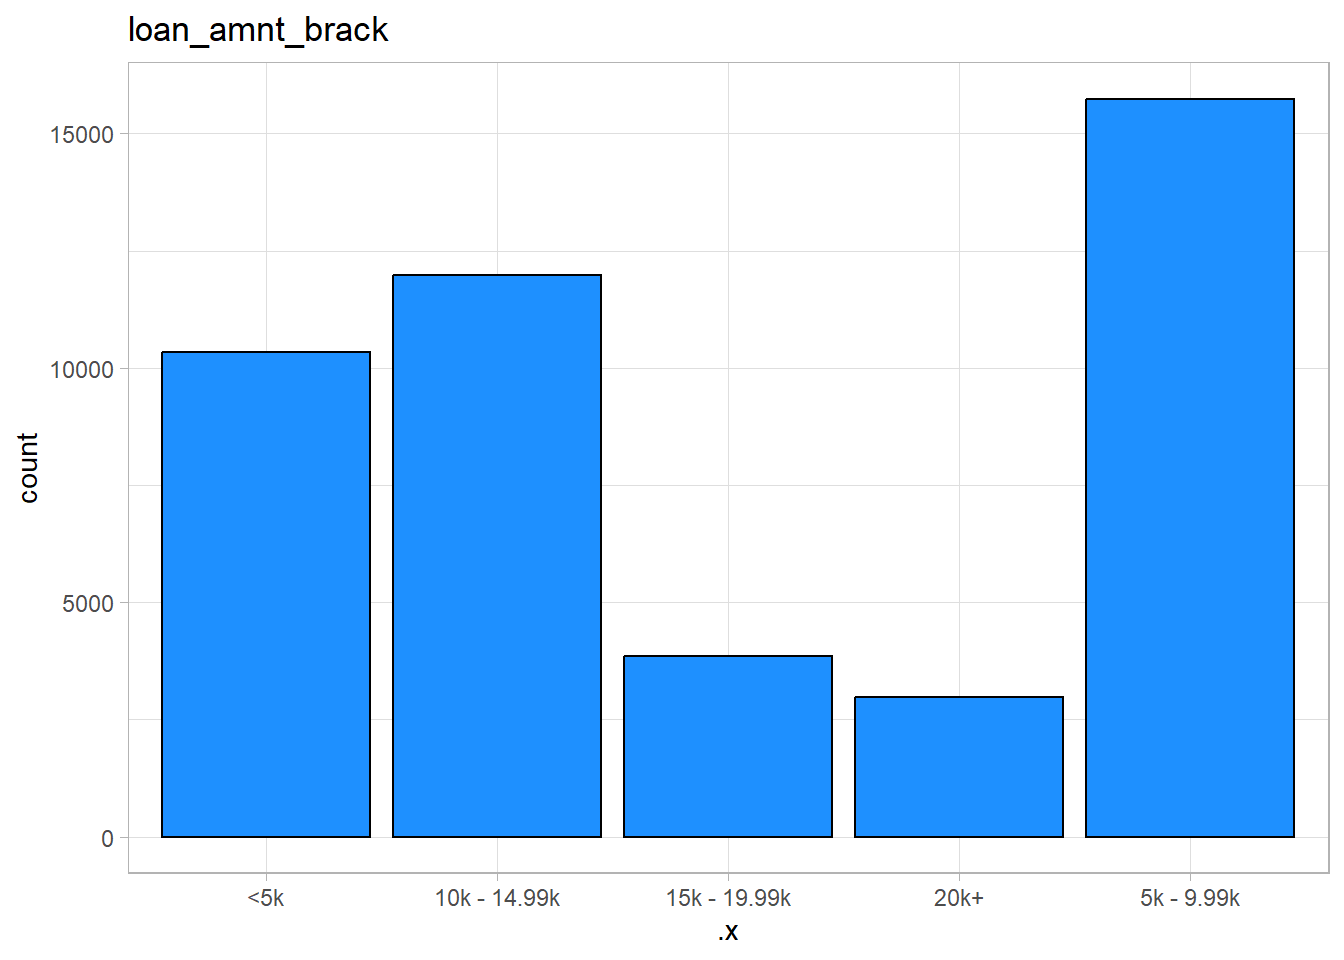 loan_amnt_brack
15000
10000
5000
0
count
<5k
10k - 14.99k
15k - 19.99k
20k+
5k - 9.99k
.x